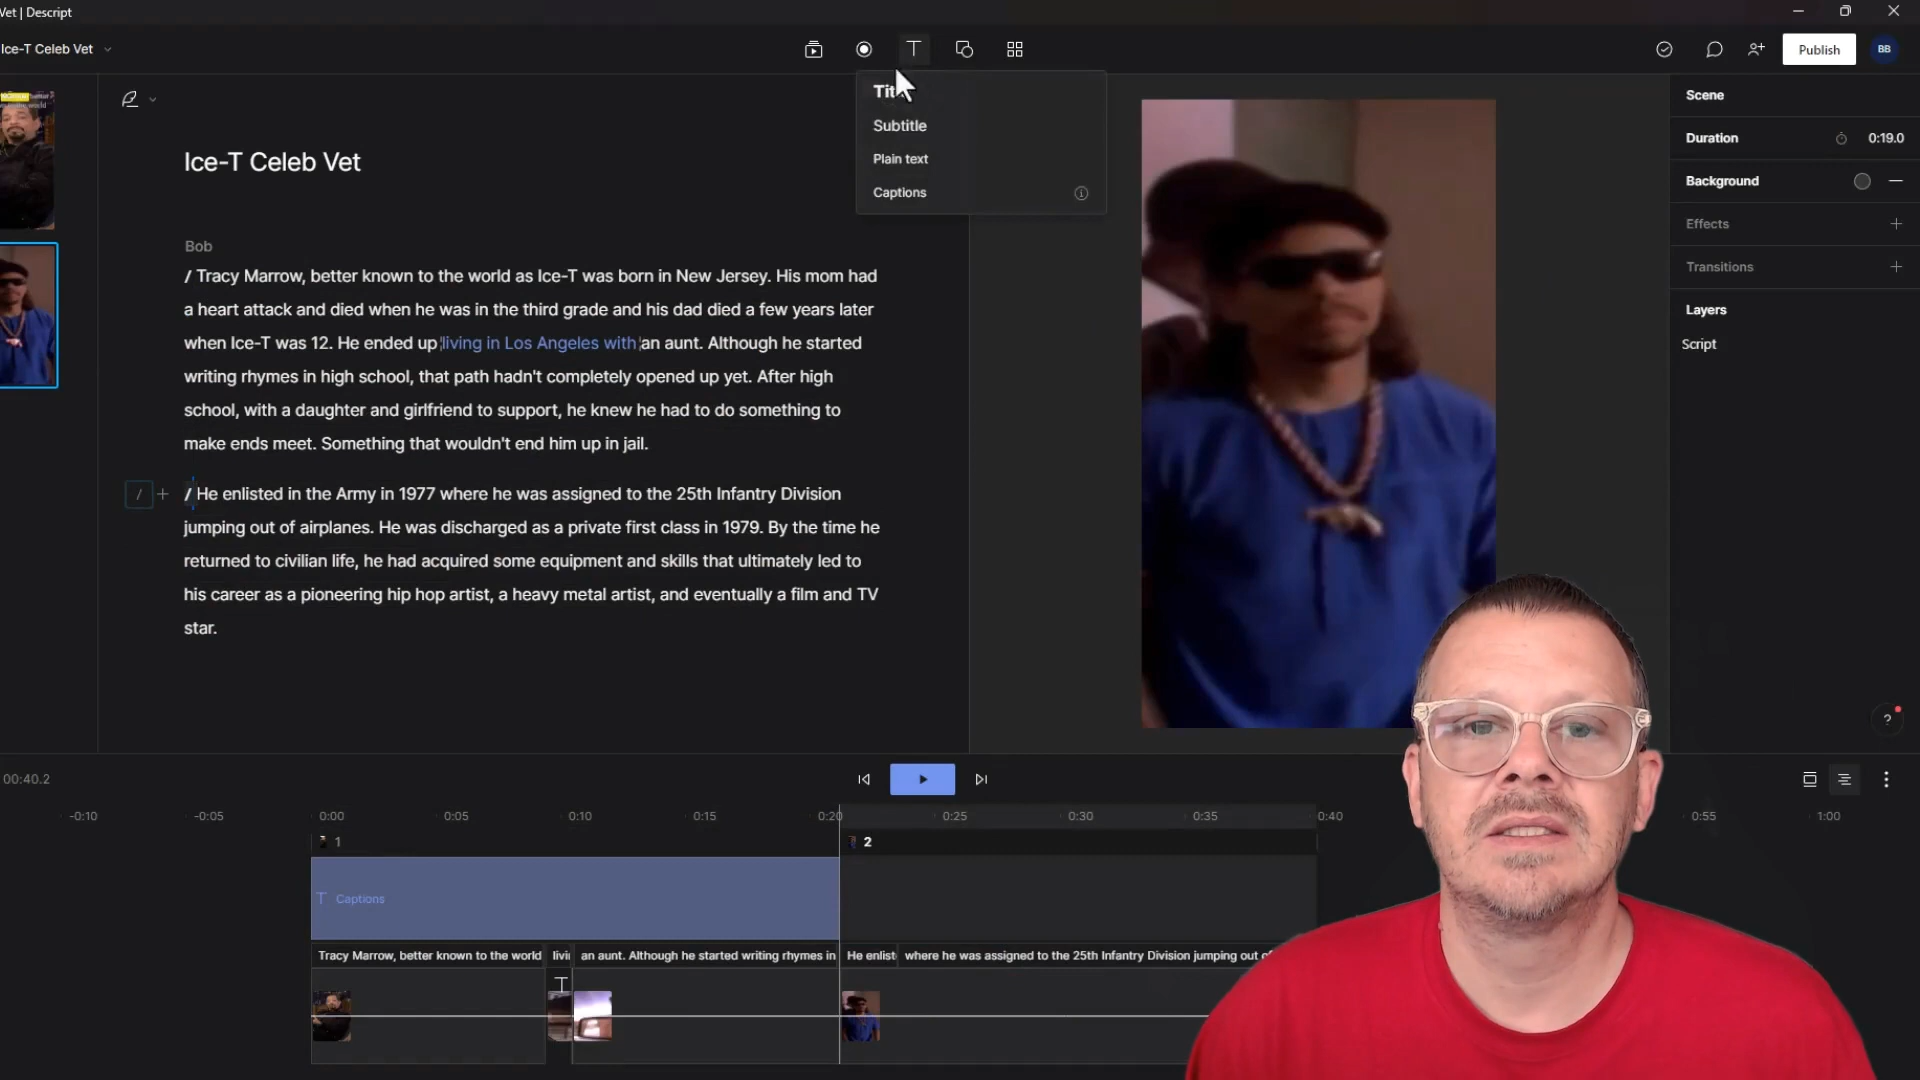 Vet | Descript
Ice-T Celeb Vet
T
Publish
BB
Subtitle
Plain text
Captions
Scene
Duration
0:19.0
Background
Effects
Transitions
Layers
Script
Ice-T Celeb Vet
Bob
/ Tracy Marrow, better known to the world as Ice-T was born in New Jersey. His mom had
a heart attack and died when he was in the third grade and his dad died a few years later
when Ice-T was 12. He ended up living in Los Angeles with an aunt. Although he started
writing rhymes in high school, that path hadn't completely opened up yet. After high
school, with a daughter and girlfriend to support, he knew he had to do something to
make ends meet. Something that wouldn't end him up in jail.
/ + / He enlisted in the Army in 1977 where he was assigned to the 25th Infantry Division
jumping out of airplanes. He was discharged as a private first class in 1979. By the time he
returned to civilian life, he had acquired some equipment and skills that ultimately led to
his career as a pioneering hip hop artist, a heavy metal artist, and eventually a film and TV
star.
?
00:40.2
-0:10 -0:05 0:00 0:05 0:10 0:15 0:20 0:25 0:30 0:35 0:40 0:55 1:00
1 2
T Captions
Tracy Marrow, better known to the world livi an aunt. Although he started writing rhymes in He enlist where he was assigned to the 25th Infantry Division jumping out
T